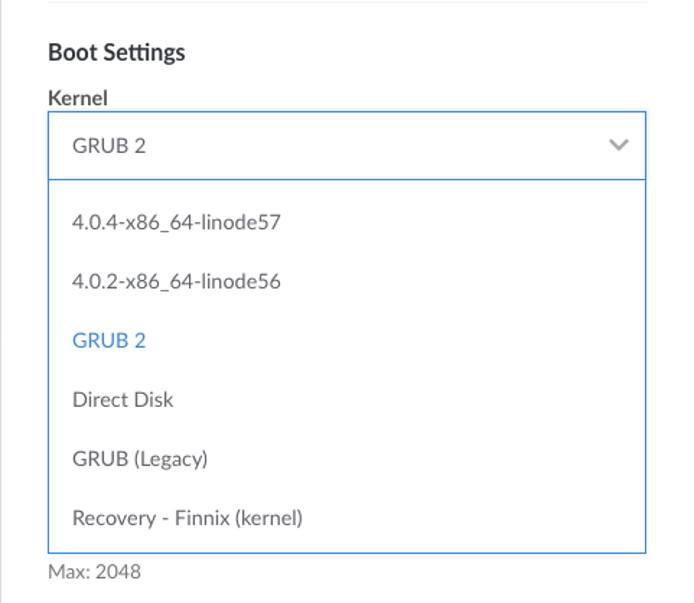 Boot Settings
Kernel
GRUB 2
4.0.4-x86_64-linode57
4.0.2-x86_64-linode56
GRUB 2
Direct Disk
GRUB (Legacy)
Recovery - Finnix (kernel)
Max: 2048